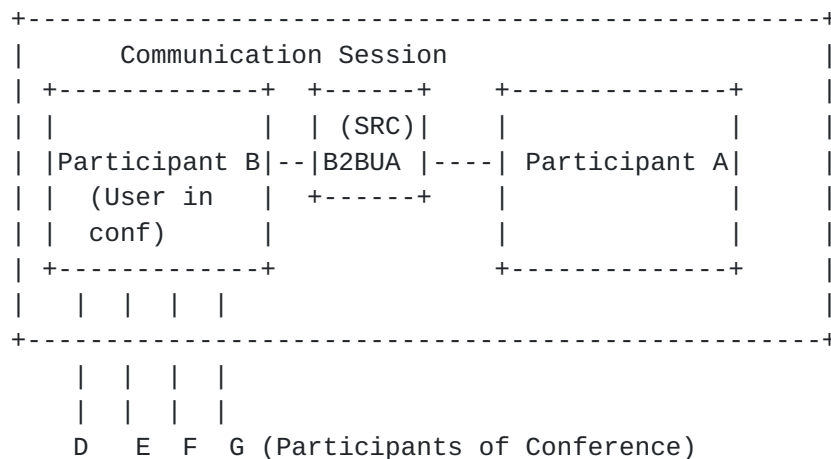 Communication Session
(SRC)
Participant B B2BUA Participant A
(User in
conf)
D E F G (Participants of Conference)